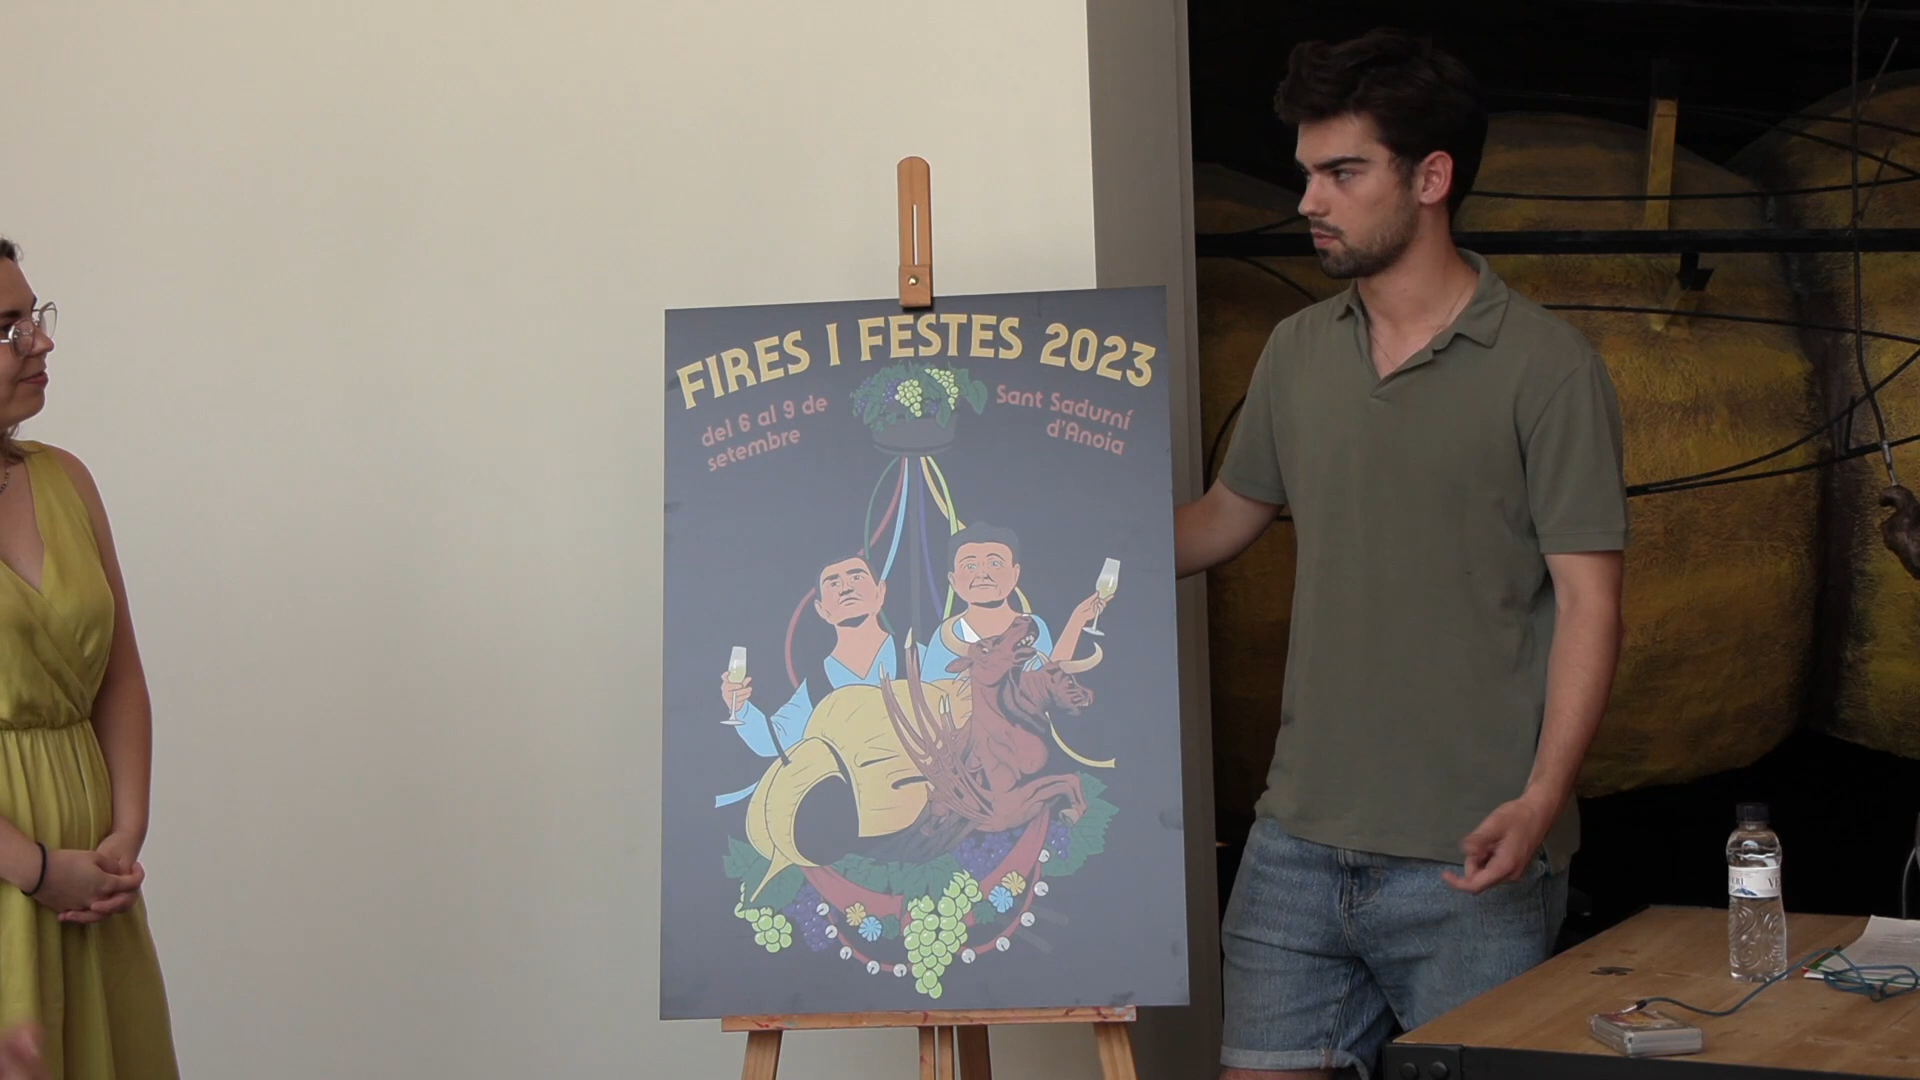 FIRES I FESTES 2023
del 6 al 9 de
setembre
Sant Sadurní
d'Anoia